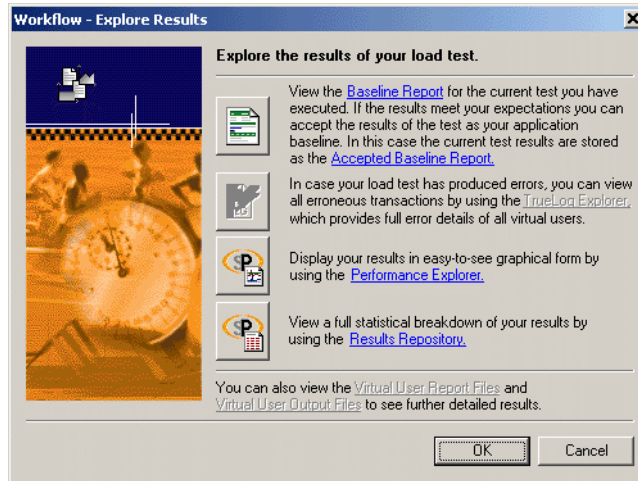 Workflow - Explore Results
Explore the results of your load test.
View the Baseline Report for the current test you have
executed. If the results meet your expectations you can
accept the results of the test as your application
baseline. In this case the current test results are stored
as the Accepted Baseline Report.
In case your load test has produced errors, you can view
all erroneous transactions by using the TrueLog Explorer,
which provides full error details of all virtual users.
Display your results in easy-to-see graphical form by
using the Performance Explorer.
View a full statistical breakdown of your results by
using the Results Repository.
You can also view the Virtual User Report Files and
Virtual User Output Files to see further detailed results.
OK Cancel